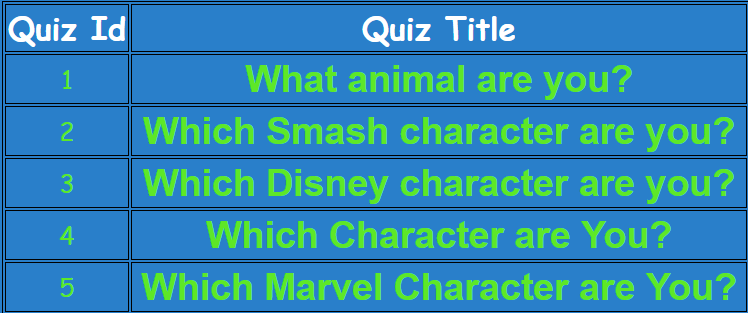 Quiz Id Quiz Title
1 What animal are you?
2 Which Smash character are you?
3 Which Disney character are you?
4 Which Character are You?
5 Which Marvel Character are You?